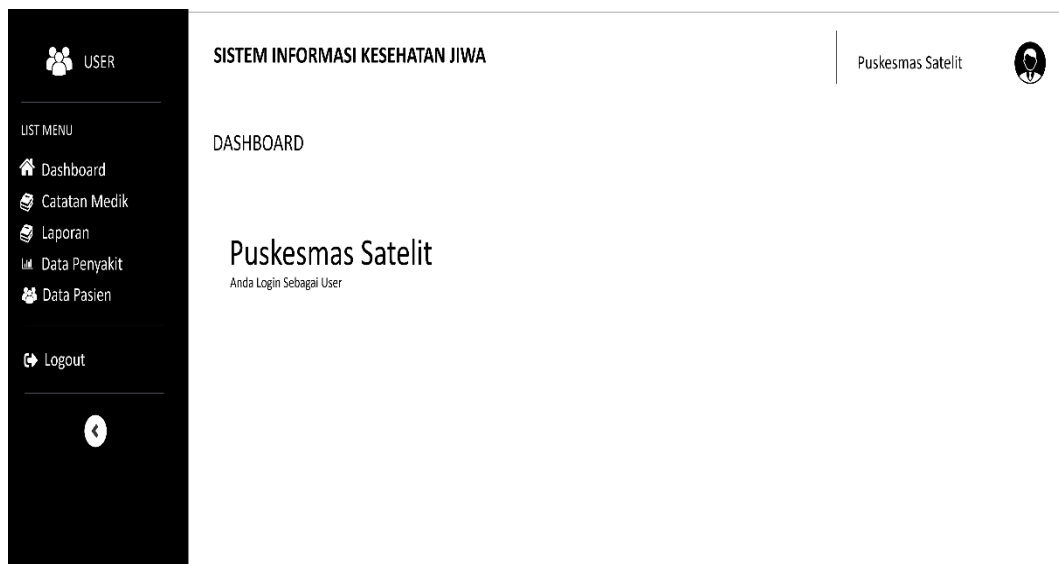 USER
LIST MENU
Dashboard
Catatan Medik
Laporan
Data Penyakit
Data Pasien
Logout
SISTEM INFORMASI KESEHATAN JIWA
Puskesmas Satelit
DASHBOARD
Puskesmas Satelit
Anda Login Sebagai User